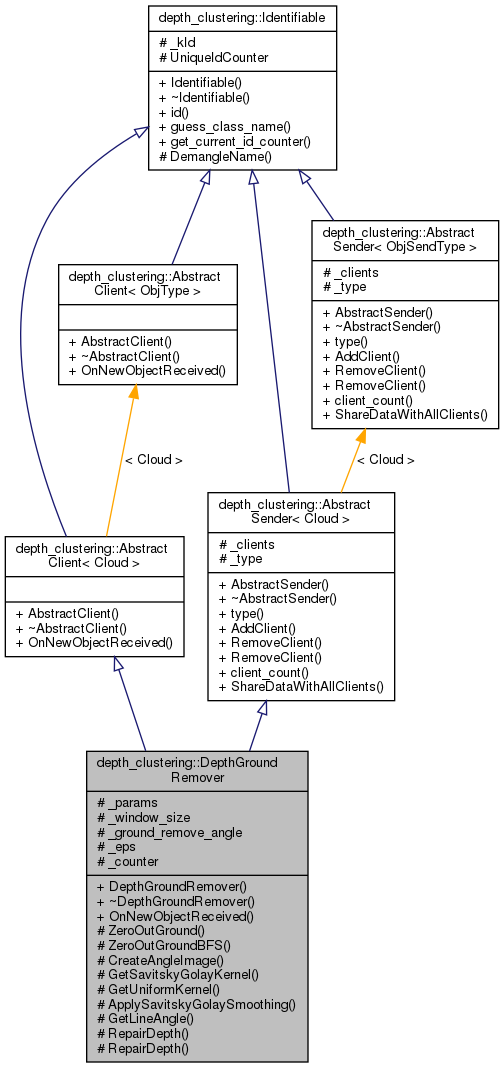 depth_clustering::Identifiable
# _kId
# UniqueIdCounter
+ Identifiable()
+ ~Identifiable()
+ id()
+ guess_class_name()
+ get_current_id_counter()
# DemangleName()
depth_clustering::Abstract
Sender< ObjSendType >
# _clients
# _type
+ AbstractSender()
+ ~AbstractSender()
+ type()
+ AddClient()
+ RemoveClient()
+ RemoveClient()
+ client_count()
+ ShareDataWithAllClients()
depth_clustering::Abstract
Client< ObjType >
+ AbstractClient()
+ ~AbstractClient()
+ OnNewObjectReceived()
< Cloud >
< Cloud >
depth_clustering::Abstract
Sender< Cloud >
# _clients
# _type
+ AbstractSender()
+ ~AbstractSender()
+ type()
+ AddClient()
+ RemoveClient()
+ RemoveClient()
+ client_count()
+ ShareDataWithAllClients()
depth_clustering::Abstract
Client< Cloud >
+ AbstractClient()
+ ~AbstractClient()
+ OnNewObjectReceived()
depth_clustering::DepthGround
Remover
# _params
# _window_size
# _ground_remove_angle
# _eps
# _counter
+ DepthGroundRemover()
+ ~DepthGroundRemover()
+ OnNewObjectReceived()
# ZeroOutGround()
# ZeroOutGroundBFS()
# CreateAngleImage()
# GetSavitskyGolayKernel()
# GetUniformKernel()
# ApplySavitskyGolaySmoothing()
# GetLineAngle()
# RepairDepth()
# RepairDepth()